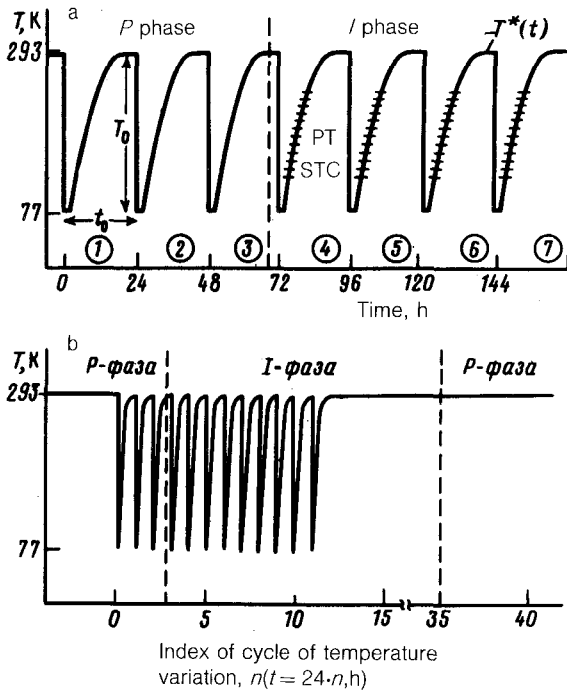 T, K
a
P phase
I phase
T*(t)
293
T₀
PT
STC
77
t₀
① ② ③ ④ ⑤ ⑥ ⑦
0 24 48 72 96 120 144
Time, h
b
T, K
P-фаза
I-фаза
P-фаза
293
77
0 5 10 15 35 40
Index of cycle of temperature
variation, n(t = 24·n,h)